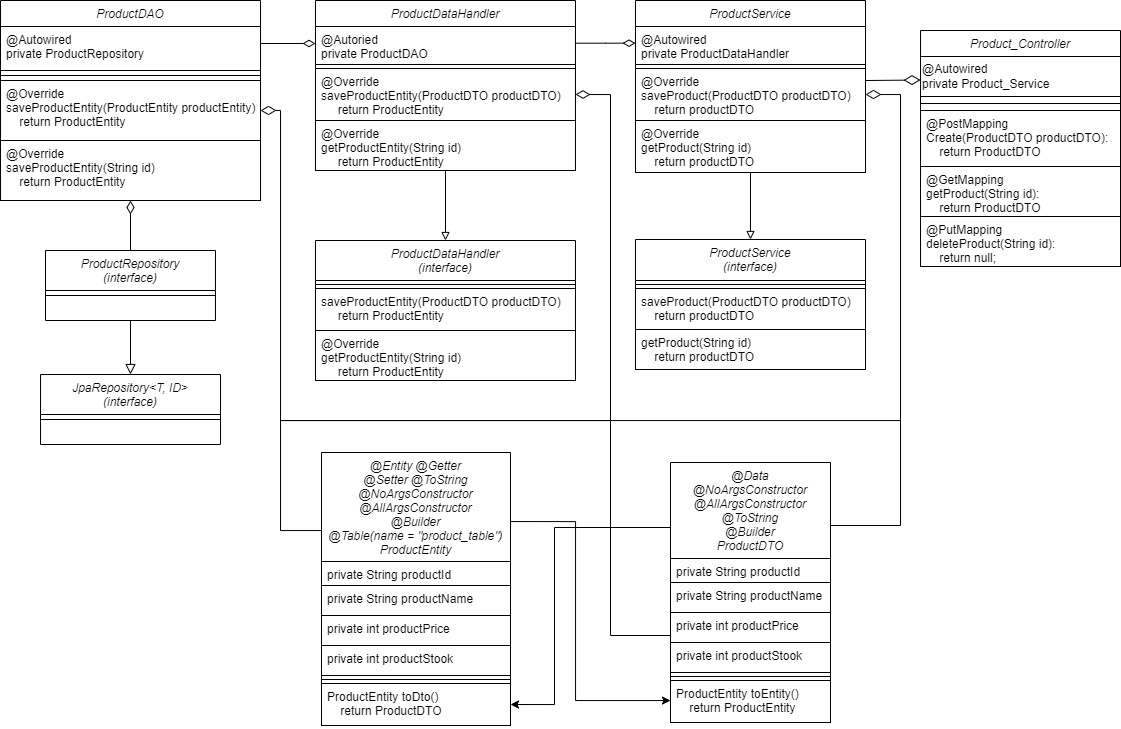 ProductDAO
@Autowired
private ProductRepository
@Override
saveProductEntity(ProductEntity productEntity)
return ProductEntity
@Override
saveProductEntity(String id)
return ProductEntity
ProductDataHandler
@Autoried
private ProductDAO
@Override
saveProductEntity(ProductDTO productDTO)
return ProductEntity
@Override
getProductEntity(String id)
return ProductEntity
ProductService
@Autowired
private ProductDataHandler
@Override
saveProduct(ProductDTO productDTO)
return ProductDTO
@Override
getProduct(String id)
return productDTO
Product_Controller
@Autowired
private Product_Service
@PostMapping
Create(ProductDTO productDTO):
return ProductDTO
@GetMapping
getProduct(String id):
return ProductDTO
@PutMapping
deleteProduct(String id):
return null;
ProductRepository
(interface)
JpaRepository<T, ID>
(interface)
ProductDataHandler
(interface)
saveProductEntity(ProductDTO productDTO)
return ProductEntity
@Override
getProductEntity(String id)
return ProductEntity
ProductService
(interface)
saveProduct(ProductDTO productDTO)
return productDTO
getProduct(String id)
return productDTO
@Entity @Getter
@Setter @ToString
@NoArgsConstructor
@AllArgsConstructor
@Builder
@Table(name = "product_table")
ProductEntity
private String productId
private String productName
private int productPrice
private int productStook
ProductEntity toDto()
return ProductDTO
@Data
@NoArgsConstructor
@AllArgsConstructor
@ToString
@Builder
ProductDTO
private String productId
private String productName
private int productPrice
private int productStook
ProductEntity toEntity()
return ProductEntity